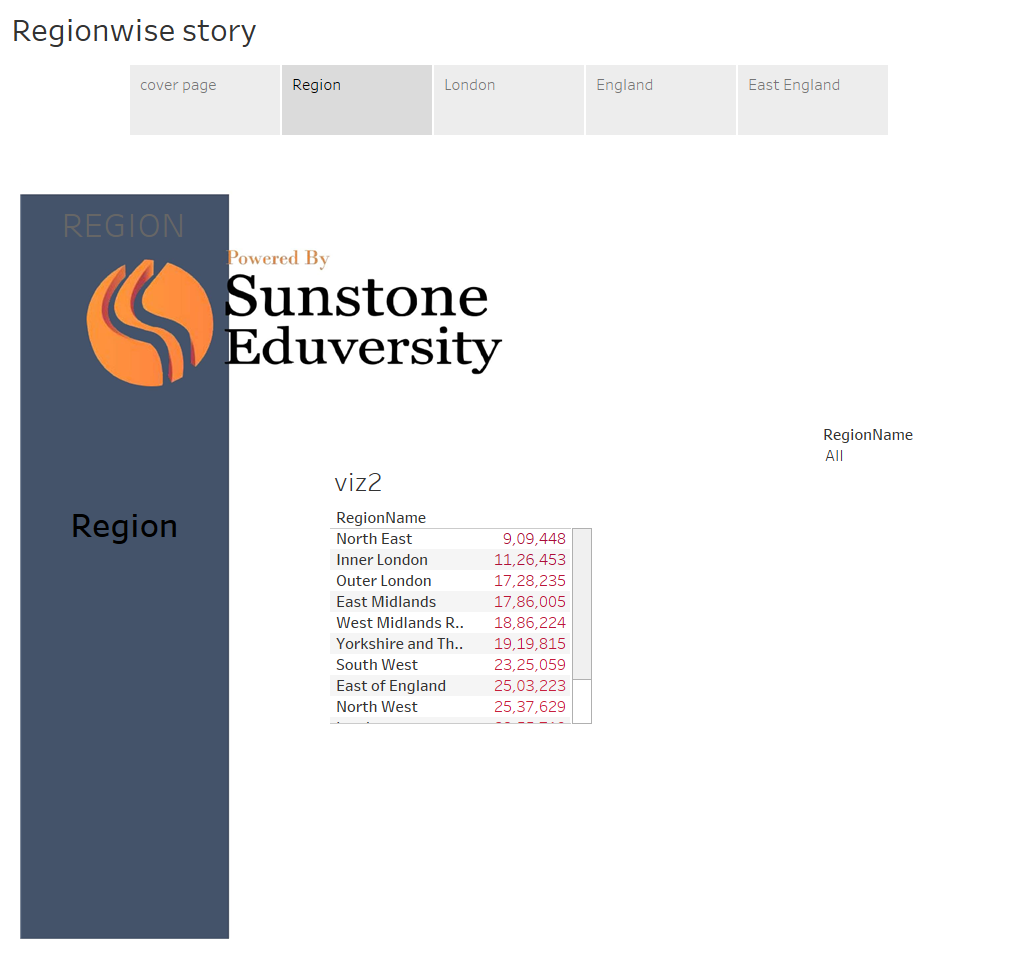 Regionwise story
cover page
Region
London
England
East England
REGION
Powered By
Sunstone
Eduversity
RegionName
All
viz2
Region
RegionName
North East 9,09,448
Inner London 11,26,453
Outer London 17,28,235
East Midlands 17,86,005
West Midlands R.. 18,86,224
Yorkshire and Th.. 19,19,815
South West 23,25,059
East of England 25,03,223
North West 25,37,629